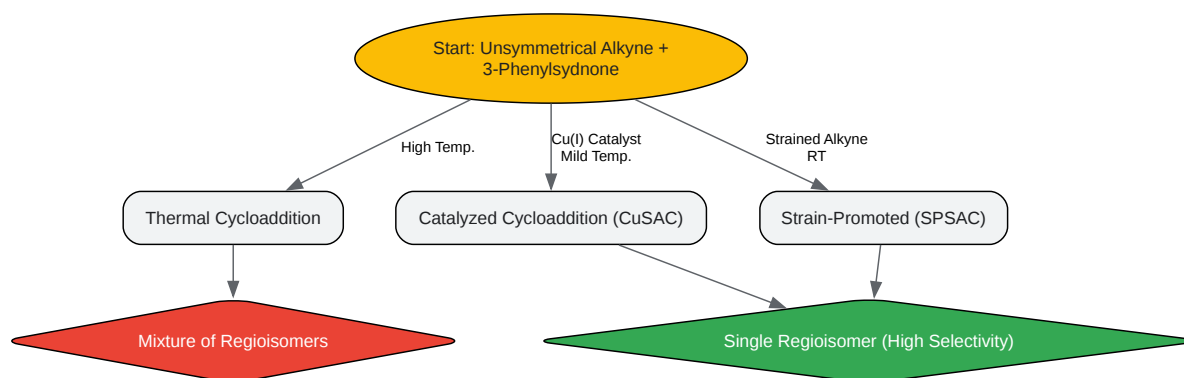 Start: Unsymmetrical Alkyne +
3-Phenylsydnone
High Temp.
Cu(I) Catalyst
Mild Temp.
Strained Alkyne
RT
Thermal Cycloaddition
Catalyzed Cycloaddition (CuSAC)
Strain-Promoted (SPSAC)
Mixture of Regioisomers
Single Regioisomer (High Selectivity)